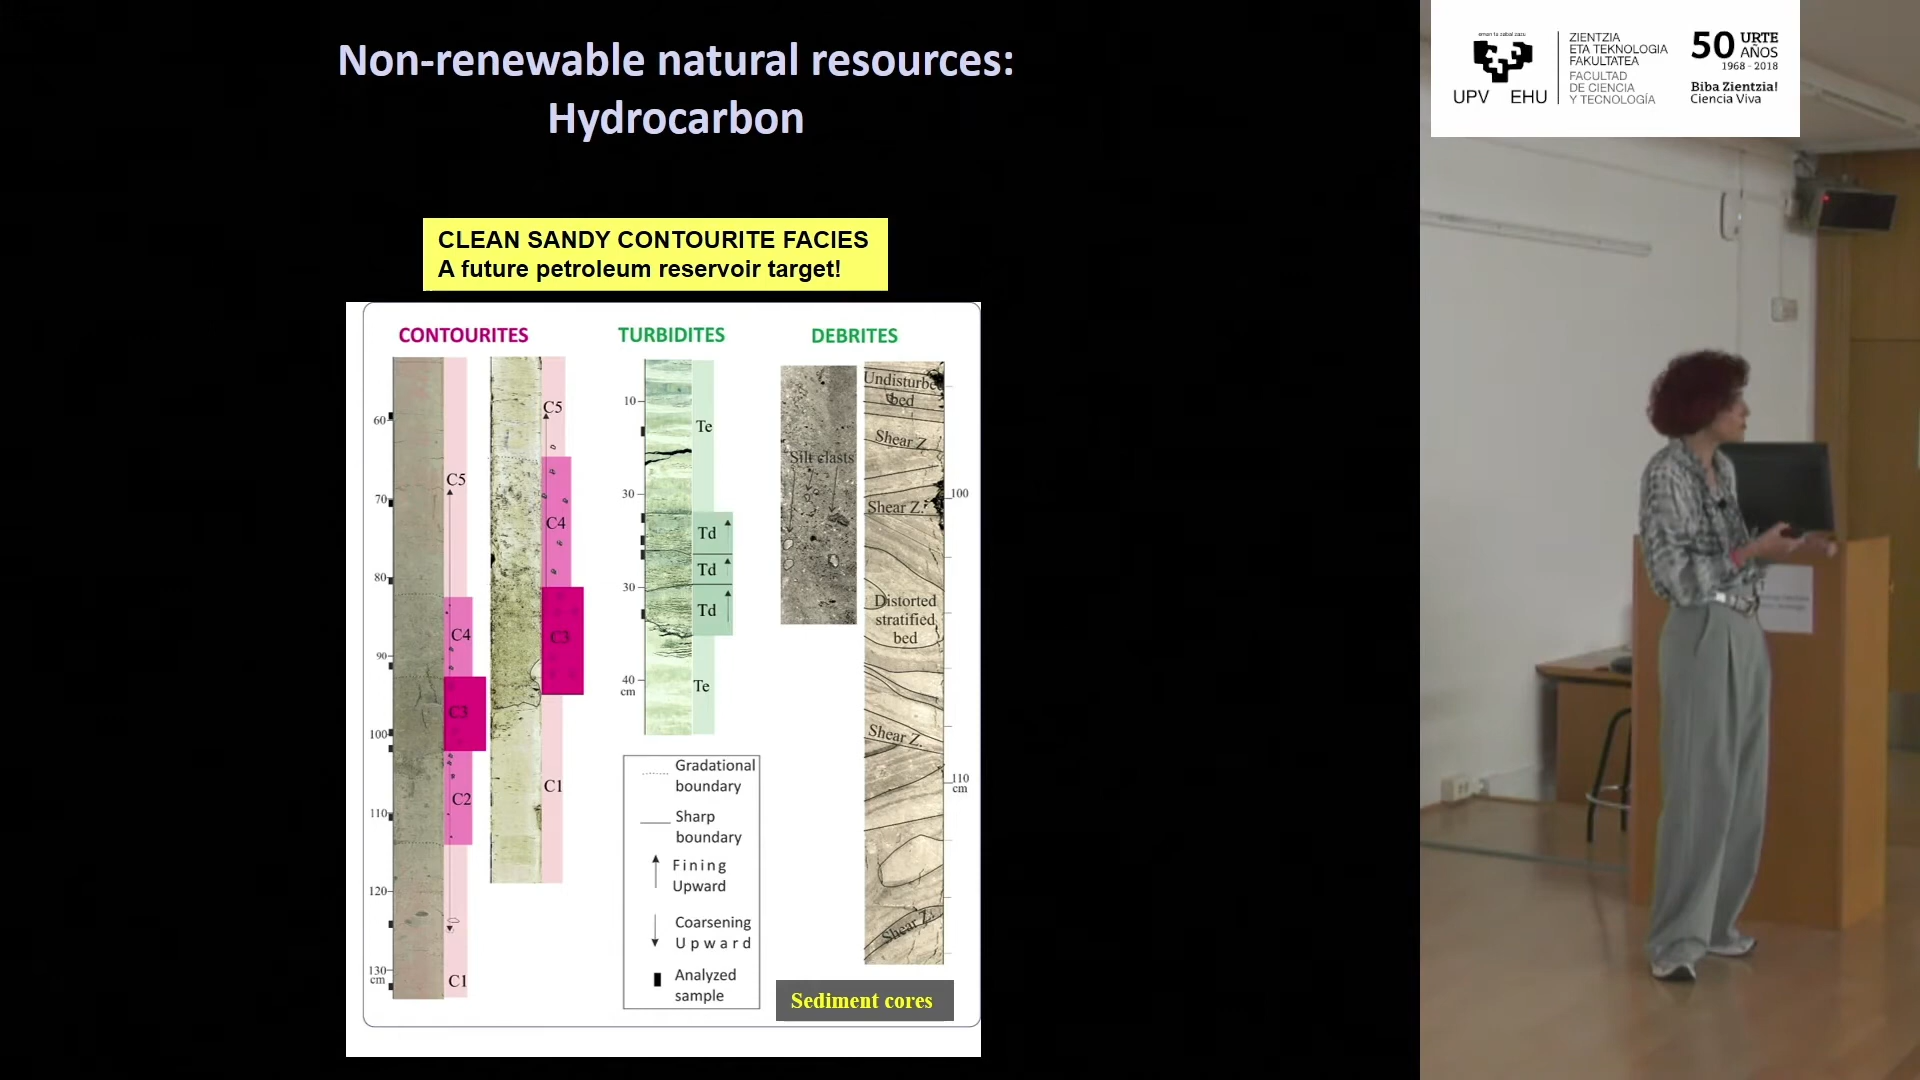 Non-renewable natural resources:
Hydrocarbon
CLEAN SANDY CONTOURITE FACIES
A future petroleum reservoir target!
CONTOURITES
TURBIDITES
DEBRITES
60
70
80
90
100
110
120
130
cm
C5
C4
C3
C2
C1
C5
C4
C3
C1
10
30
30
40
cm
Te
Td
Td
Td
Te
Silt clasts
Undisturbed
bed
Shear Z.
Shear Z.
Distorted
stratified
bed
Shear Z.
Shear Z.
100
110
cm
Gradational
boundary
Sharp
boundary
Fining
Upward
Coarsening
Upward
Analyzed
sample
Sediment cores
eman ta zabal zazu
UPV EHU
ZIENTZIA
ETA TEKNOLOGIA
FAKULTATEA
FACULTAD
DE CIENCIA
Y TECNOLOGÍA
50 URTE
AÑOS
1968 - 2018
Biba Zientzia!
Ciencia Viva